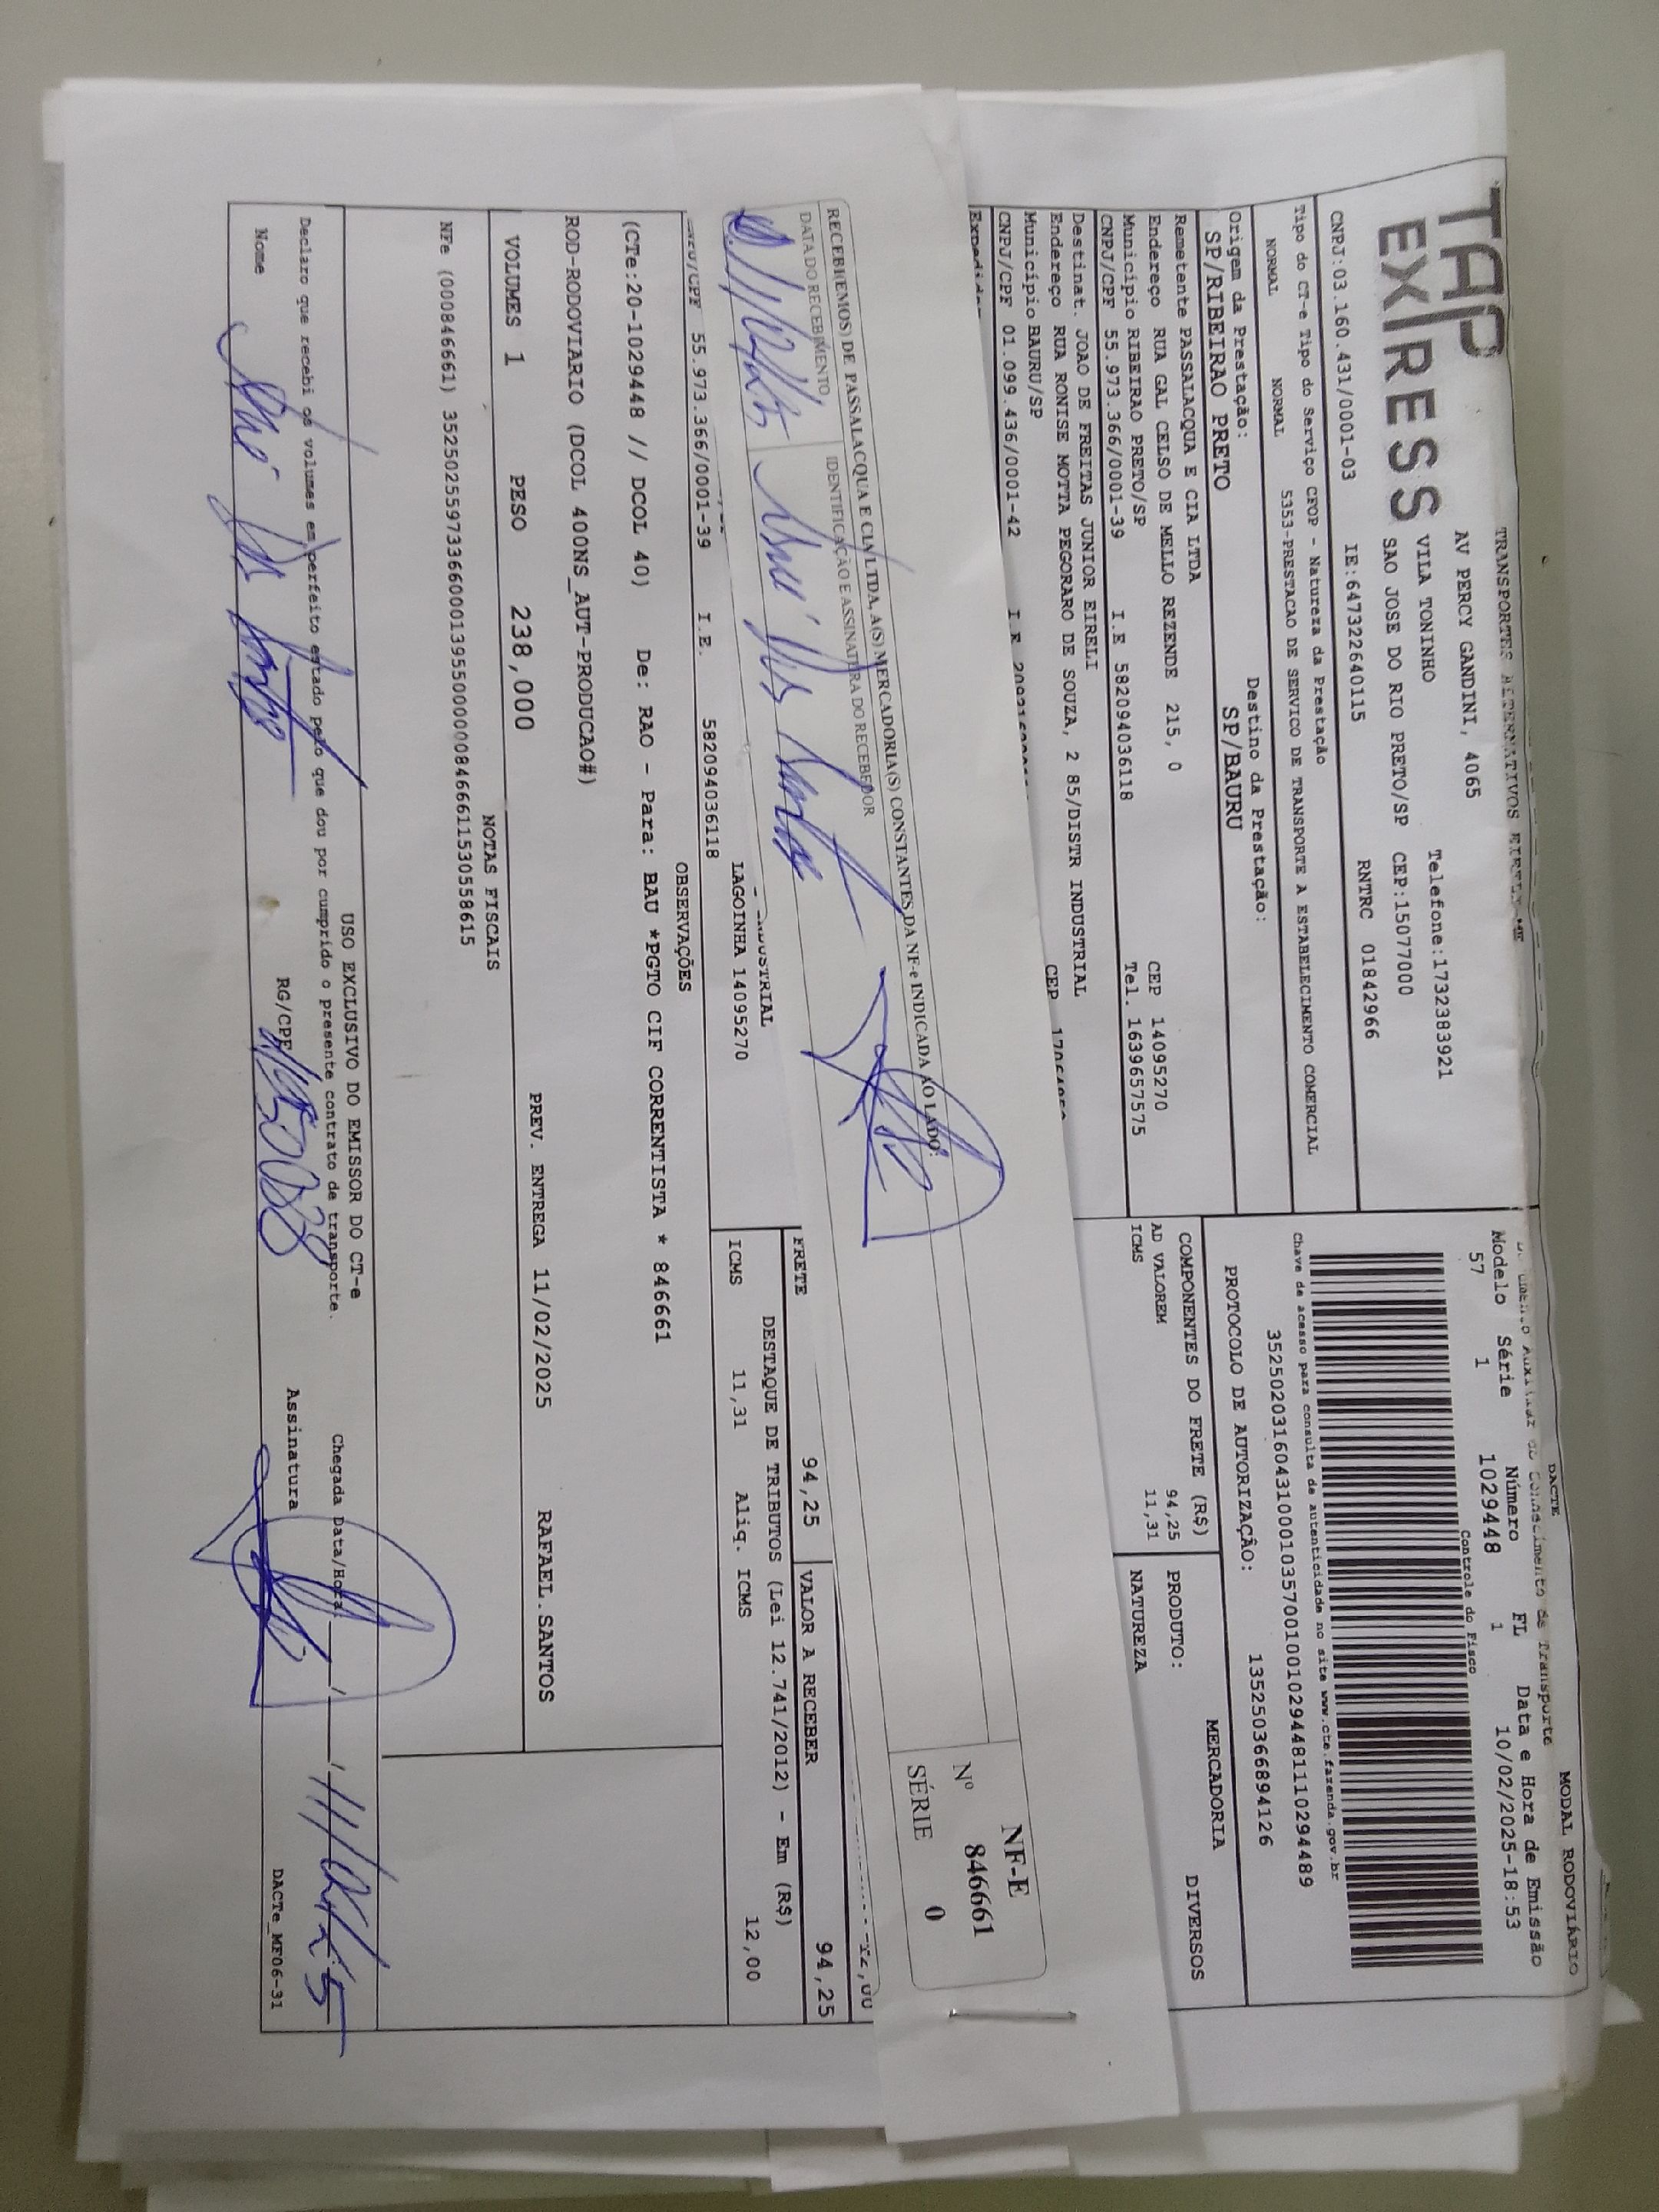 DACTE
MODAL RODOVIÁRIO
TRANSPORTES ALTERNATIVOS EIRELI ME
Documento Auxiliar do Conhecimento de Transporte
TAP EXPRESS
AV PERCY GANDINI, 4065
VILA TONINHO Telefone:1732383921
SAO JOSE DO RIO PRETO/SP CEP:15077000
CNPJ:03.160.431/0001-03 IE:647322640115 RNTRC 01842966
Modelo Série Número FL Data e Hora de Emissão
57 1 1029448 1 10/02/2025-18:53
Controle do Fisco
Tipo do CT-e Tipo do Serviço CFOP - Natureza da Prestação
NORMAL NORMAL 5353-PRESTACAO DE SERVICO DE TRANSPORTE A ESTABELECIMENTO COMERCIAL
Chave de acesso para consulta de autenticidade no site www.cte.fazenda.gov.br
35250203160431000103570010010294481110294489
Origem da Prestação: Destino da Prestação:
SP/RIBEIRAO PRETO SP/BAURU
PROTOCOLO DE AUTORIZAÇÃO: 135250366894126
Remetente PASSALACQUA E CIA LTDA
Endereço RUA GAL CELSO DE MELLO REZENDE 215, 0 CEP 14095270
Município RIBEIRAO PRETO/SP Tel. 1639657575
CNPJ/CPF 55.973.366/0001-39 I.E 582094036118
COMPONENTES DO FRETE (R$) MERCADORIA
AD VALOREM 94,25 PRODUTO: DIVERSOS
ICMS 11,31 NATUREZA
Destinat. JOAO DE FREITAS JUNIOR EIRELI
Endereço RUA RONISE MOTTA PEGORARO DE SOUZA, 2 85/DISTR INDUSTRIAL
Município BAURU/SP CEP
CNPJ/CPF 01.099.436/0001-42 I E
RECEBI(EMOS) DE PASSALACQUA E CIA LTDA, A(S) MERCADORIA(S) CONSTANTES DA NF-e INDICADA AO LADO:
DATA DO RECEBIMENTO IDENTIFICAÇÃO E ASSINATURA DO RECEBEDOR
NF-E
Nº 846661
SÉRIE 0
LAGOINHA 14095270
55.973.366/0001-39 I.E. 582094036118
FRETE 94,25 VALOR A RECEBER 94,25
DESTAQUE DE TRIBUTOS (Lei 12.741/2012) - Em (R$)
ICMS 11,31 Aliq. ICMS 12,00
OBSERVAÇÕES
(CTe:20-1029448 // DCOL 40) De: RAO - Para: BAU *PGTO CIF CORRENTISTA * 846661
ROD-RODOVIARIO (DCOL 400NS_AUT-PRODUCAO#)
VOLUMES 1 PESO 238,000 PREV. ENTREGA 11/02/2025 RAFAEL.SANTOS
NOTAS FISCAIS
NFe (000846661) 35250255973366000139550000008466611530558615
USO EXCLUSIVO DO EMISSOR DO CT-e
Declaro que recebi os volumes em perfeito estado pelo que dou por cumprido o presente contrato de transporte.
Chegada Data/Hora 11/02/25
Nome RG/CPF Assinatura
DACTe_MF06-31